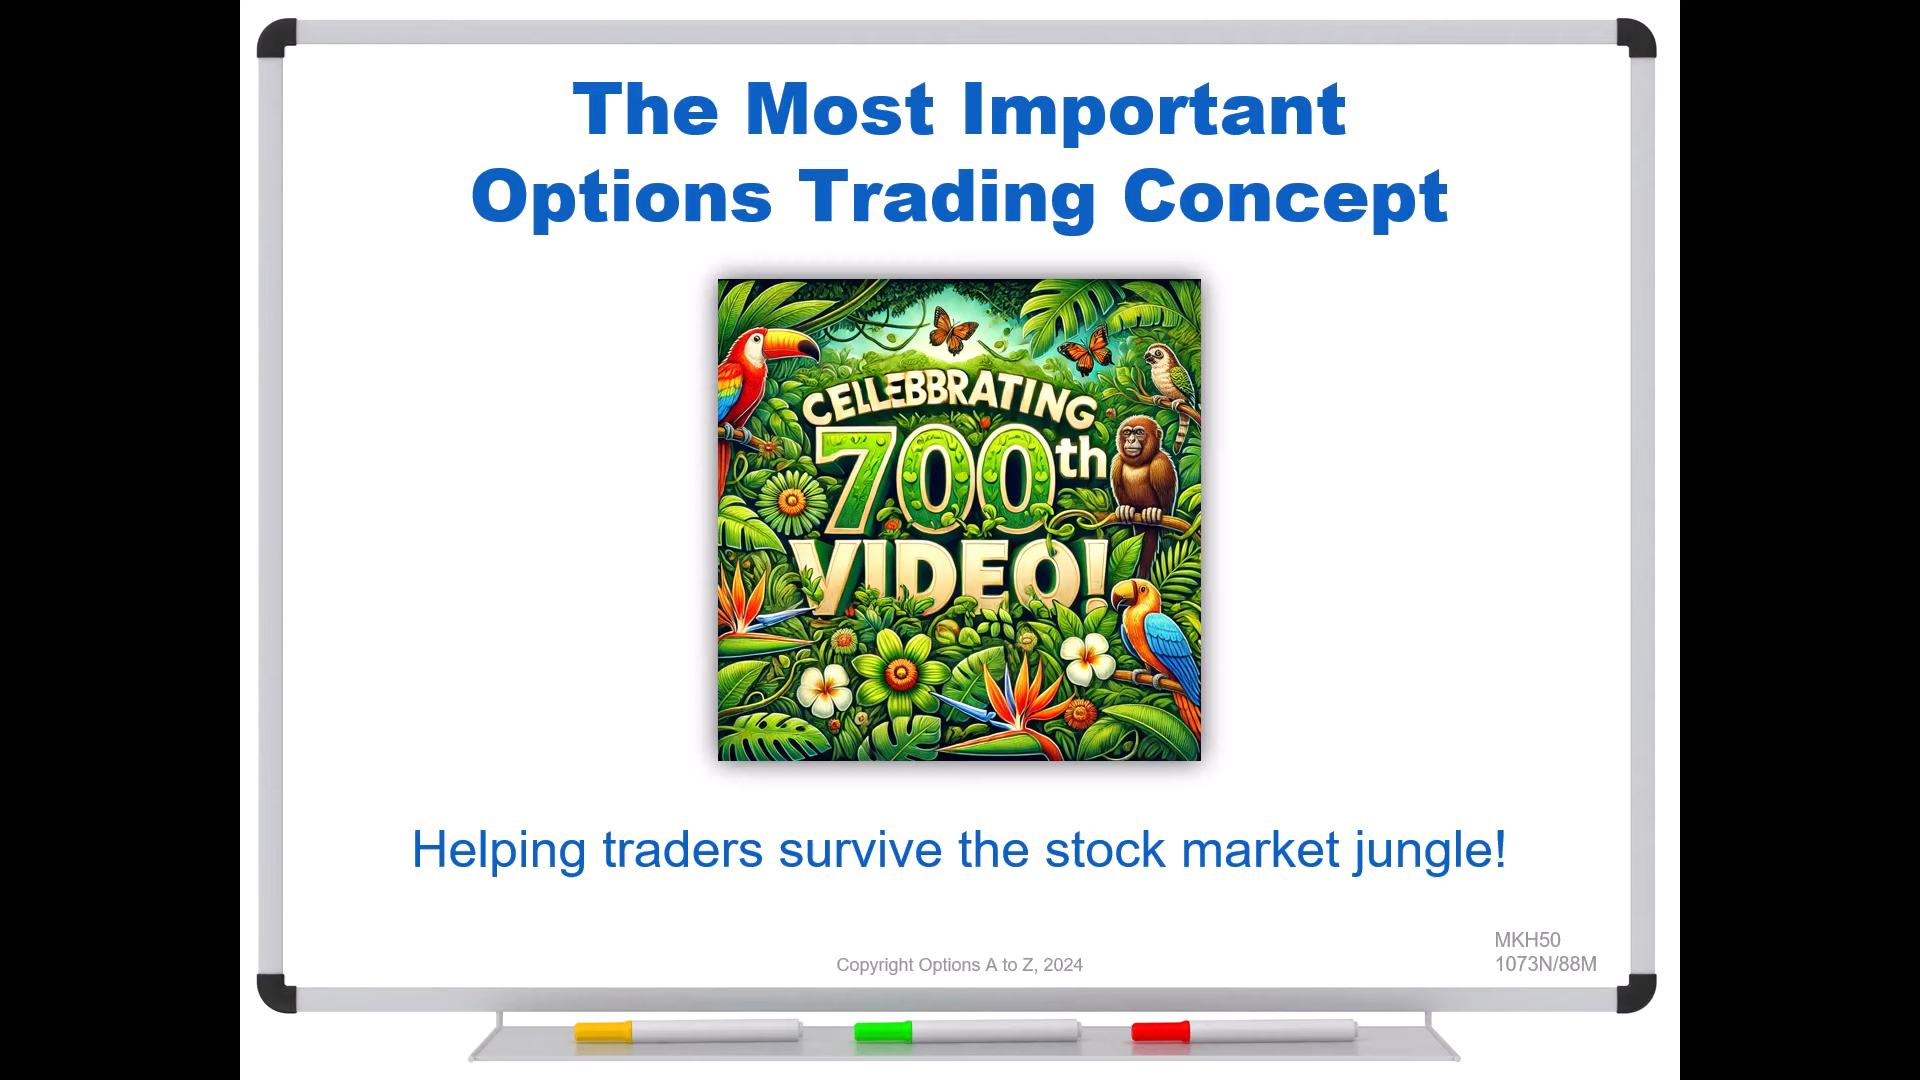 The Most Important
Options Trading Concept
CELLEBBRATING
700th
VIDEO!
Helping traders survive the stock market jungle!
MKH50
Copyright Options A to Z, 2024
1073N/88M